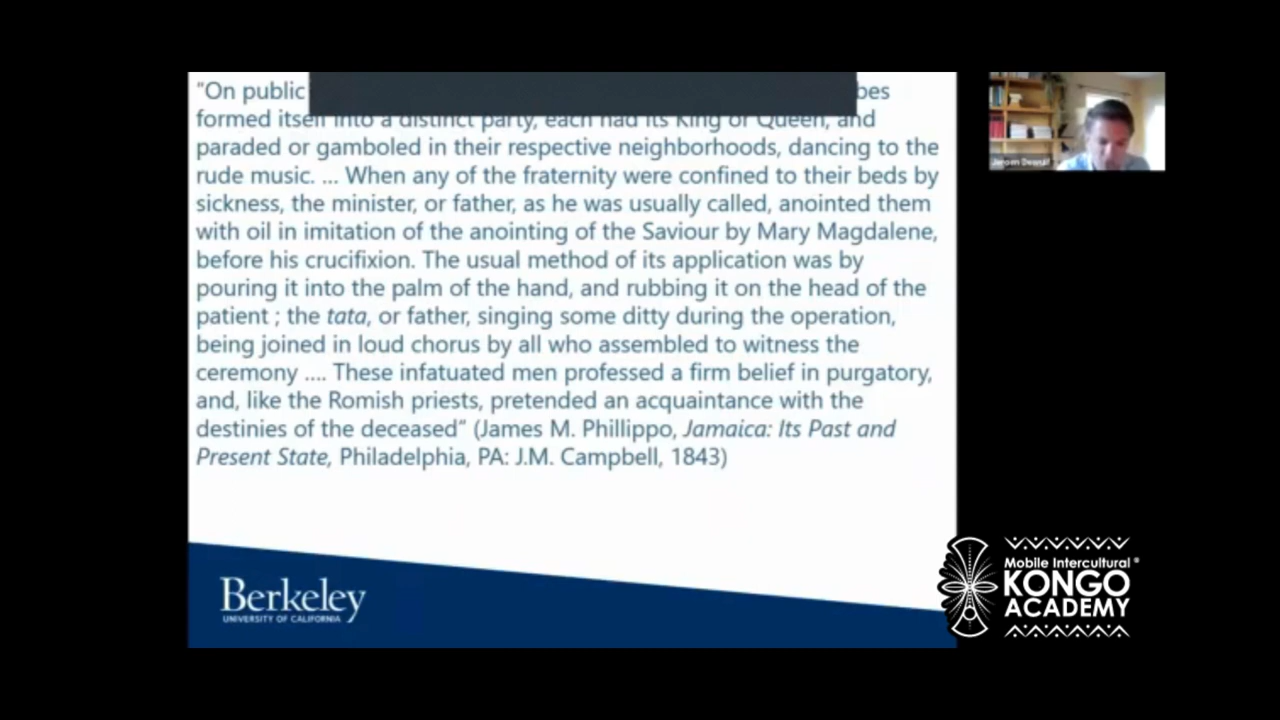 “On public
bes
formed itself into a distinct party, each had its King or Queen, and
paraded or gamboled in their respective neighborhoods, dancing to the
rude music. ... When any of the fraternity were confined to their beds by
sickness, the minister, or father, as he was usually called, anointed them
with oil in imitation of the anointing of the Saviour by Mary Magdalene,
before his crucifixion. The usual method of its application was by
pouring it into the palm of the hand, and rubbing it on the head of the
patient ; the tata, or father, singing some ditty during the operation,
being joined in loud chorus by all who assembled to witness the
ceremony .... These infatuated men professed a firm belief in purgatory,
and, like the Romish priests, pretended an acquaintance with the
destinies of the deceased” (James M. Phillippo, Jamaica: Its Past and
Present State, Philadelphia, PA: J.M. Campbell, 1843)
Berkeley
UNIVERSITY OF CALIFORNIA
Jeroen Dewulf
Mobile Intercultural ®
KONGO
ACADEMY